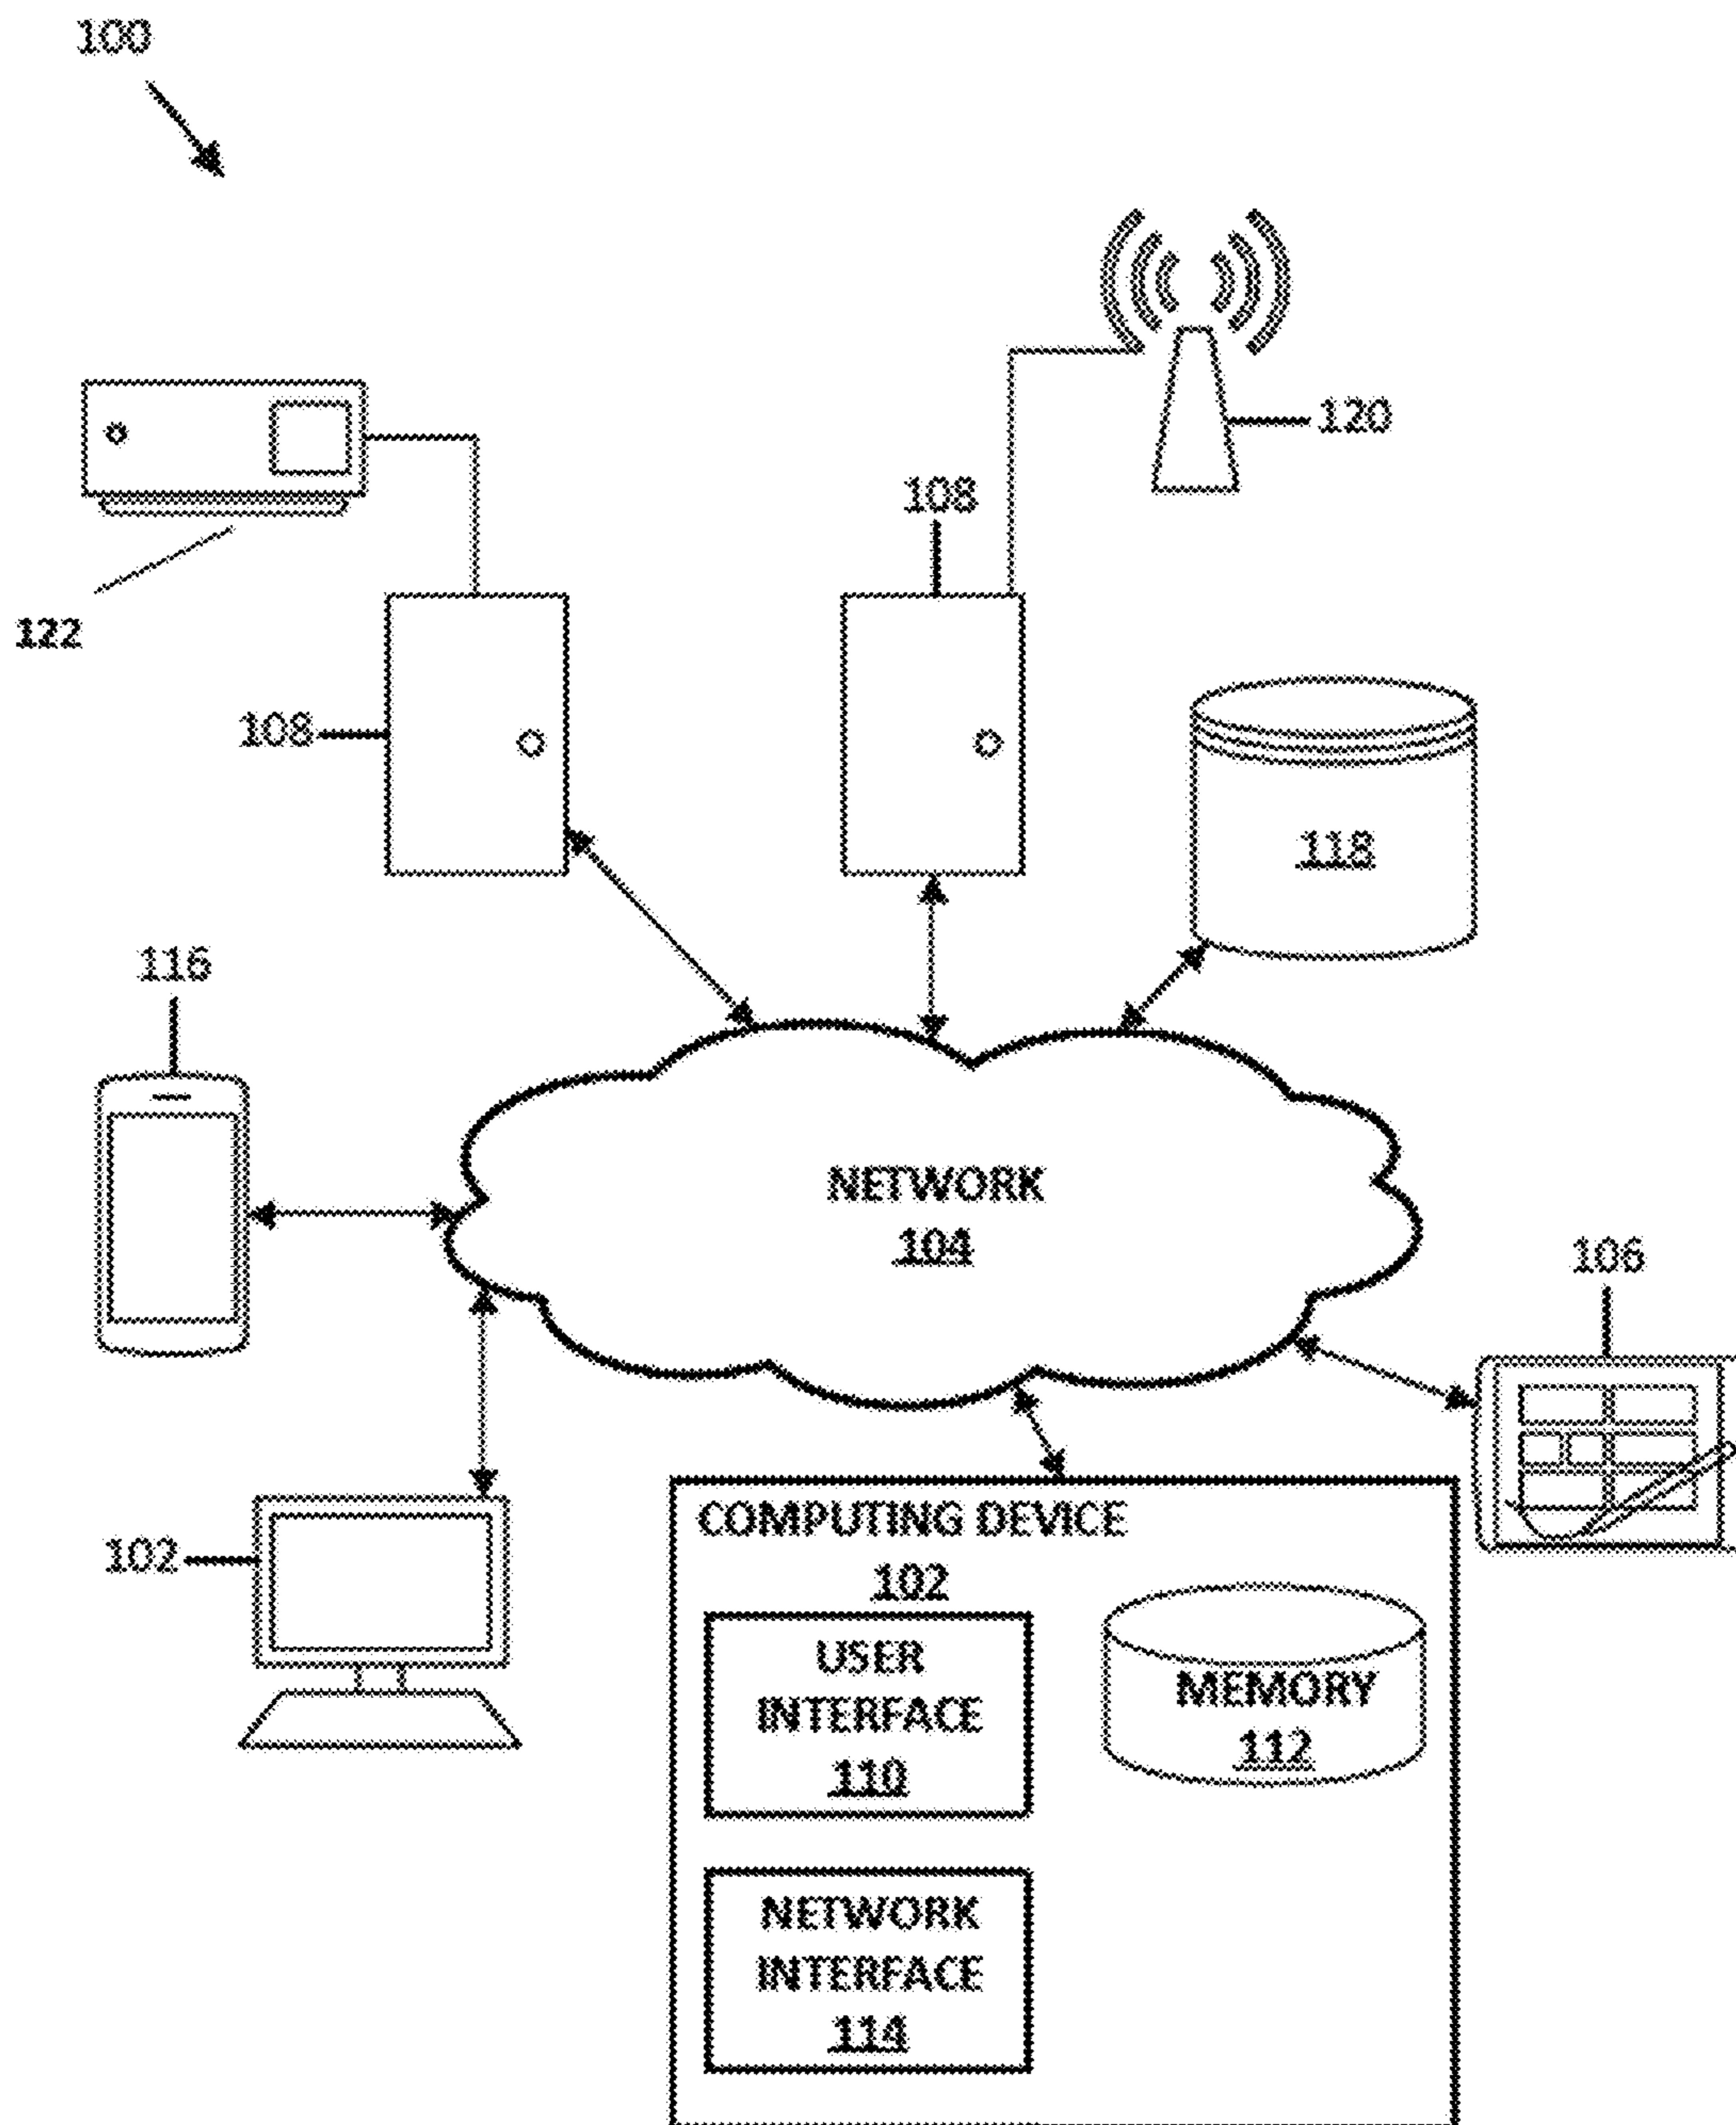 100
120
108
122
108
118
116
NETWORK
104
106
COMPUTING DEVICE
102
102
USER
INTERFACE
110
MEMORY
112
NETWORK
INTERFACE
114